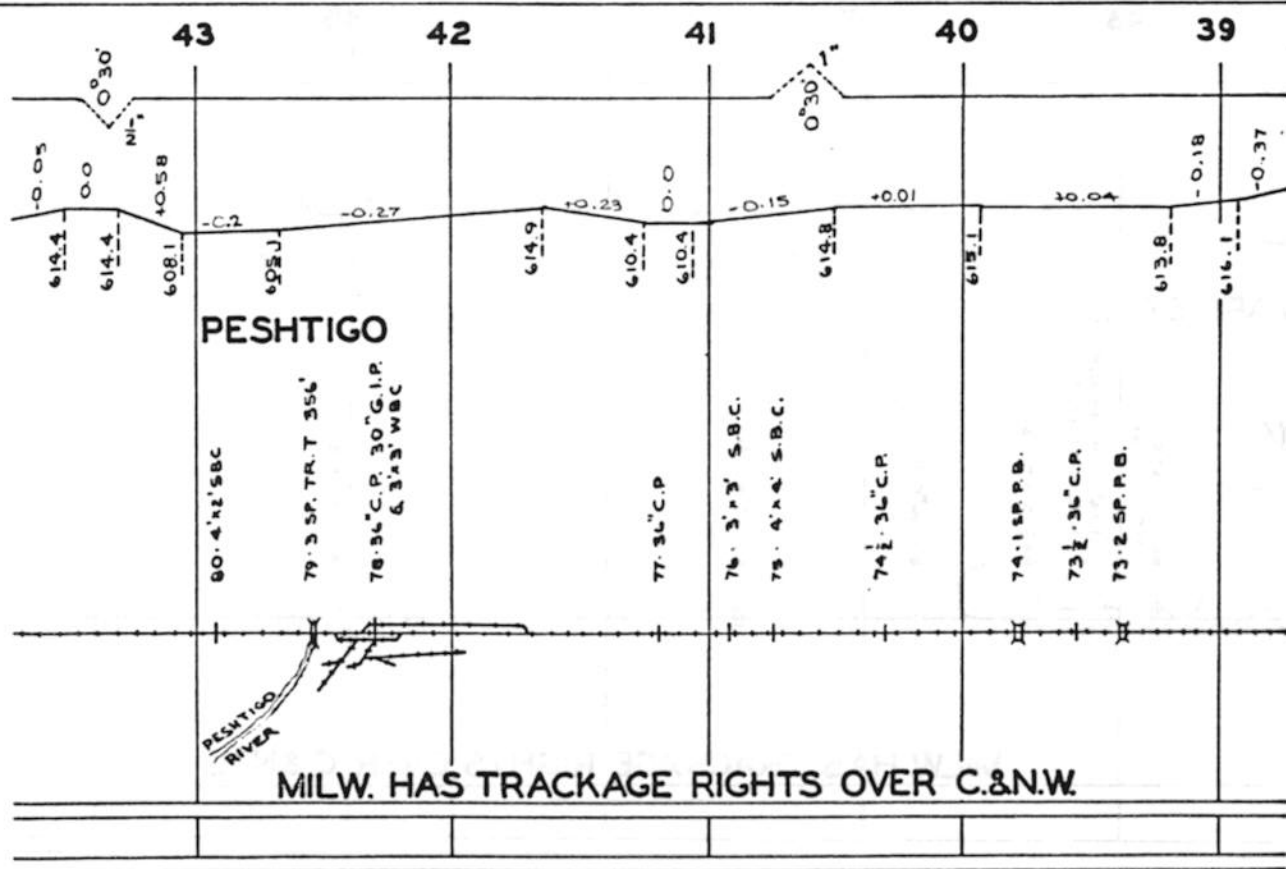 43 42 41 40 39
0°30'
½"
0°30' 1"
-0.05
0.0
+0.58
-0.2
-0.27
+0.23
0.0
-0.15
+0.01
+0.04
-0.18
-0.37
614.4
614.4
608.1
614.9
610.4
610.4
614.8
615.1
613.8
616.1
PESHTIGO
80. 4'x2' SBC
79.3 SP. TR. T 356'
78.36" C.P. 30" G.I.P.
& 3'x3' WBC
77.36" C.P
76. 3'x3' S.B.C.
75. 4'x4' S.B.C.
74½.36" C.P.
74.1 SP. P.B.
73½.36" C.P.
73.2 SP. P.B.
PESHTIGO
RIVER
MILW. HAS TRACKAGE RIGHTS OVER C.&N.W.